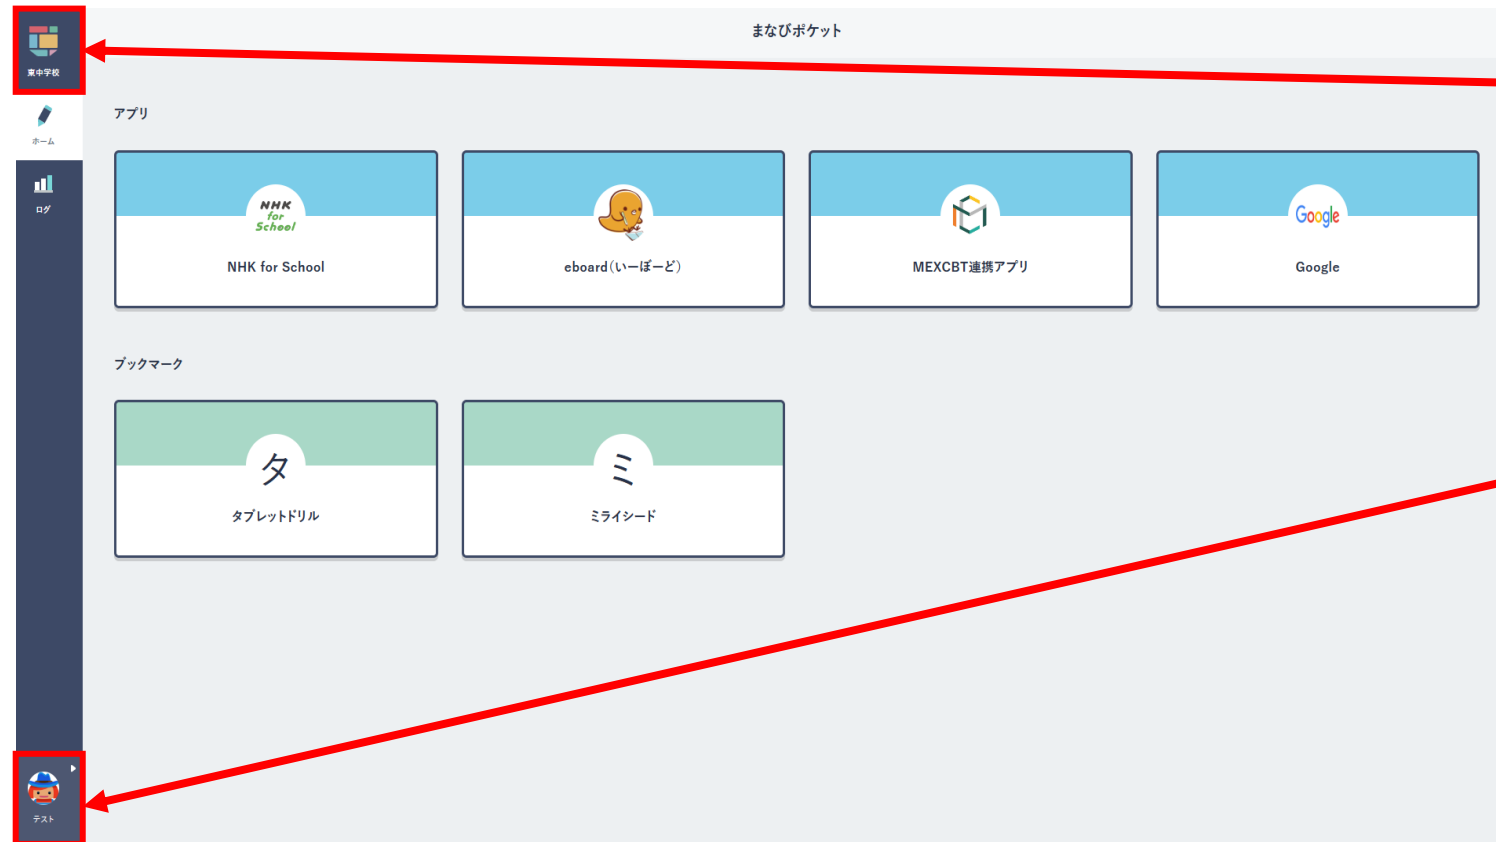 まなびポケット
東中学校
ホーム
ログ
アプリ
NHK
for
School
NHK for School
eboard（いーぼーど）
MEXCBT連携アプリ
Google
Google
ブックマーク
タ
タブレットドリル
ミ
ミライシード
テスト